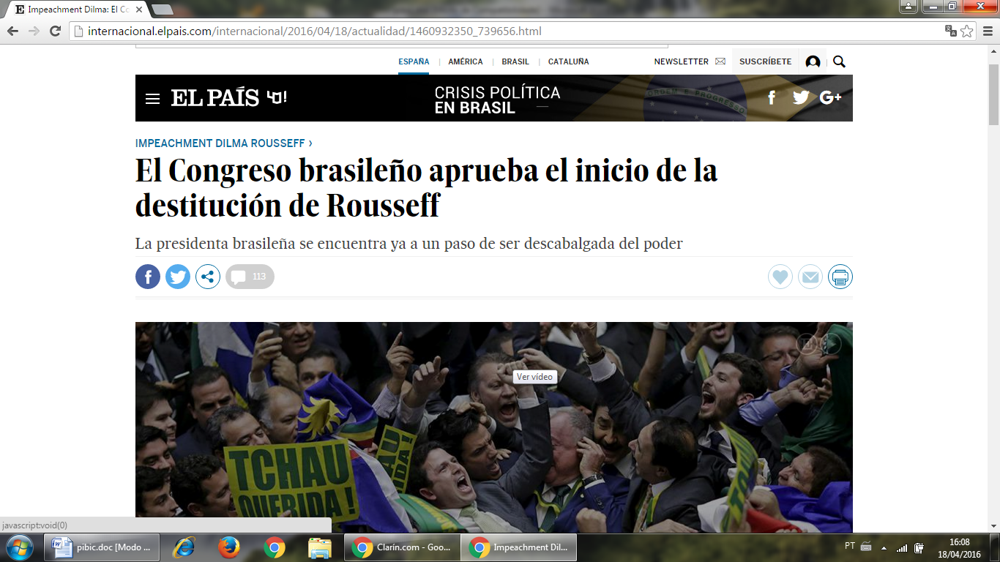 Impeachment Dilma: El Co
internacional.elpais.com/internacional/2016/04/18/actualidad/1460932350_739656.html
ESPAÑA | AMÉRICA | BRASIL | CATALUÑA
NEWSLETTER
SUSCRÍBETE
EL PAÍS
CRISIS POLÍTICA
EN BRASIL
ORDEM E PROGRESSO
G+
IMPEACHMENT DILMA ROUSSEFF ›
El Congreso brasileño aprueba el inicio de la
destitución de Rousseff
La presidenta brasileña se encuentra ya a un paso de ser descabalgada del poder
113
Ver vídeo
TCHAU
QUERIDA!
javascript:void(0)
pibic.doc [Modo ...
Clarín.com - Goo...
Impeachment Dil...
PT
16:08
18/04/2016